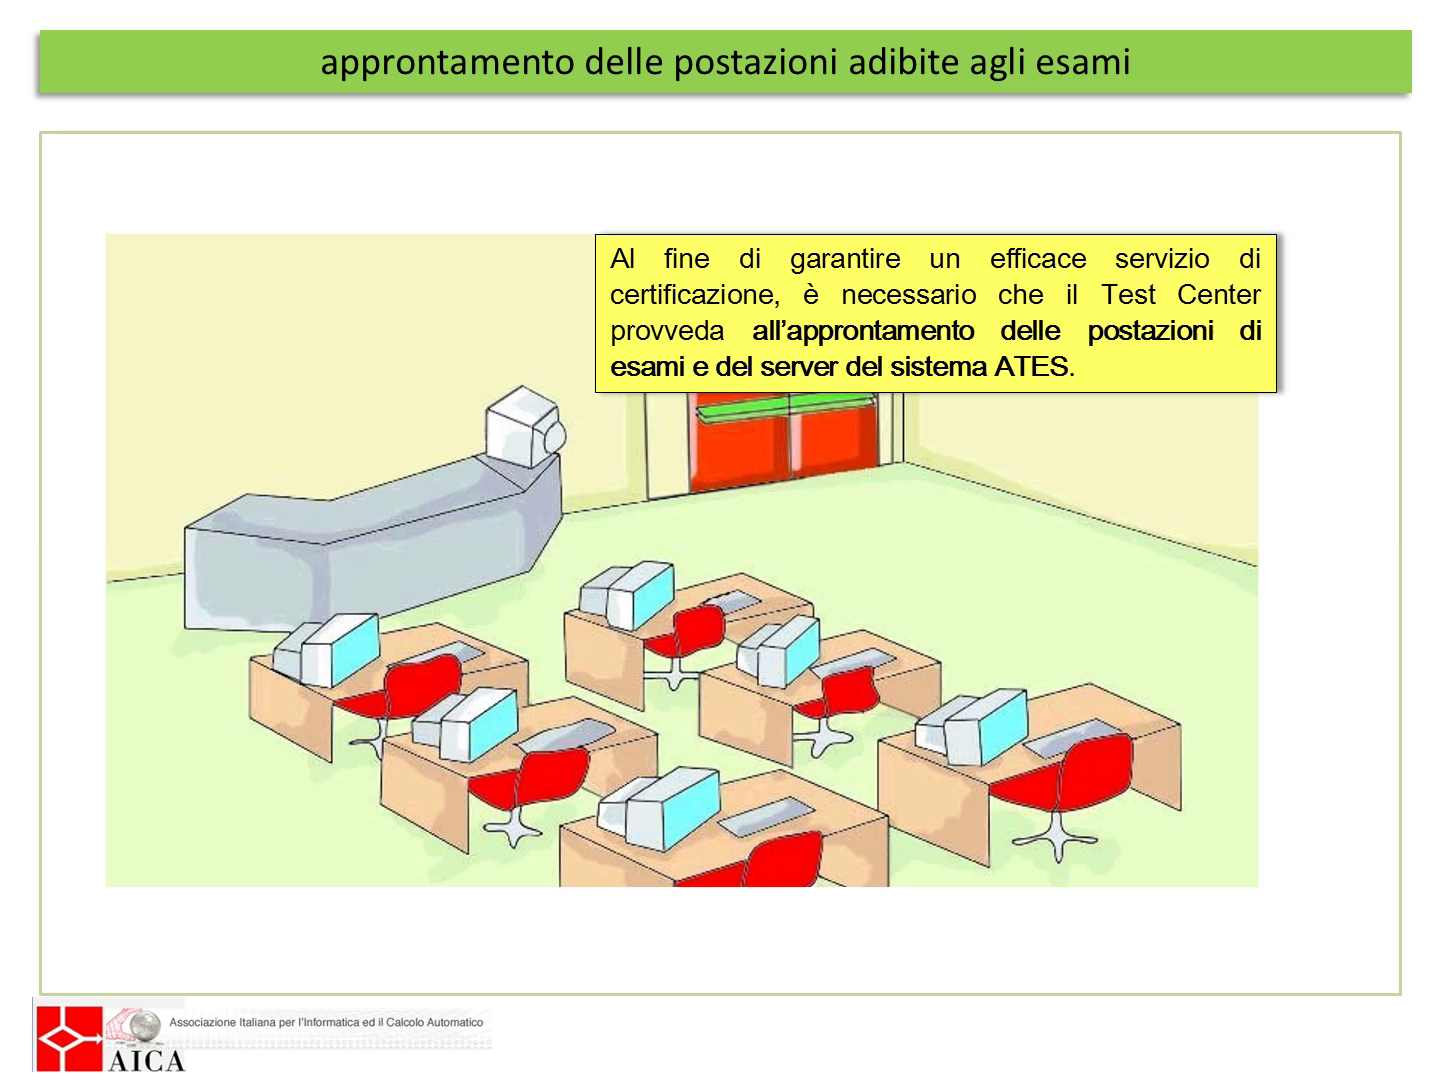 approntamento delle postazioni adibite agli esami
Al fine di garantire un efficace servizio di
certificazione, è necessario che il Test Center
provveda all’approntamento delle postazioni di
esami e del server del sistema ATES.
Associazione Italiana per l'Informatica ed il Calcolo Automatico
AICA